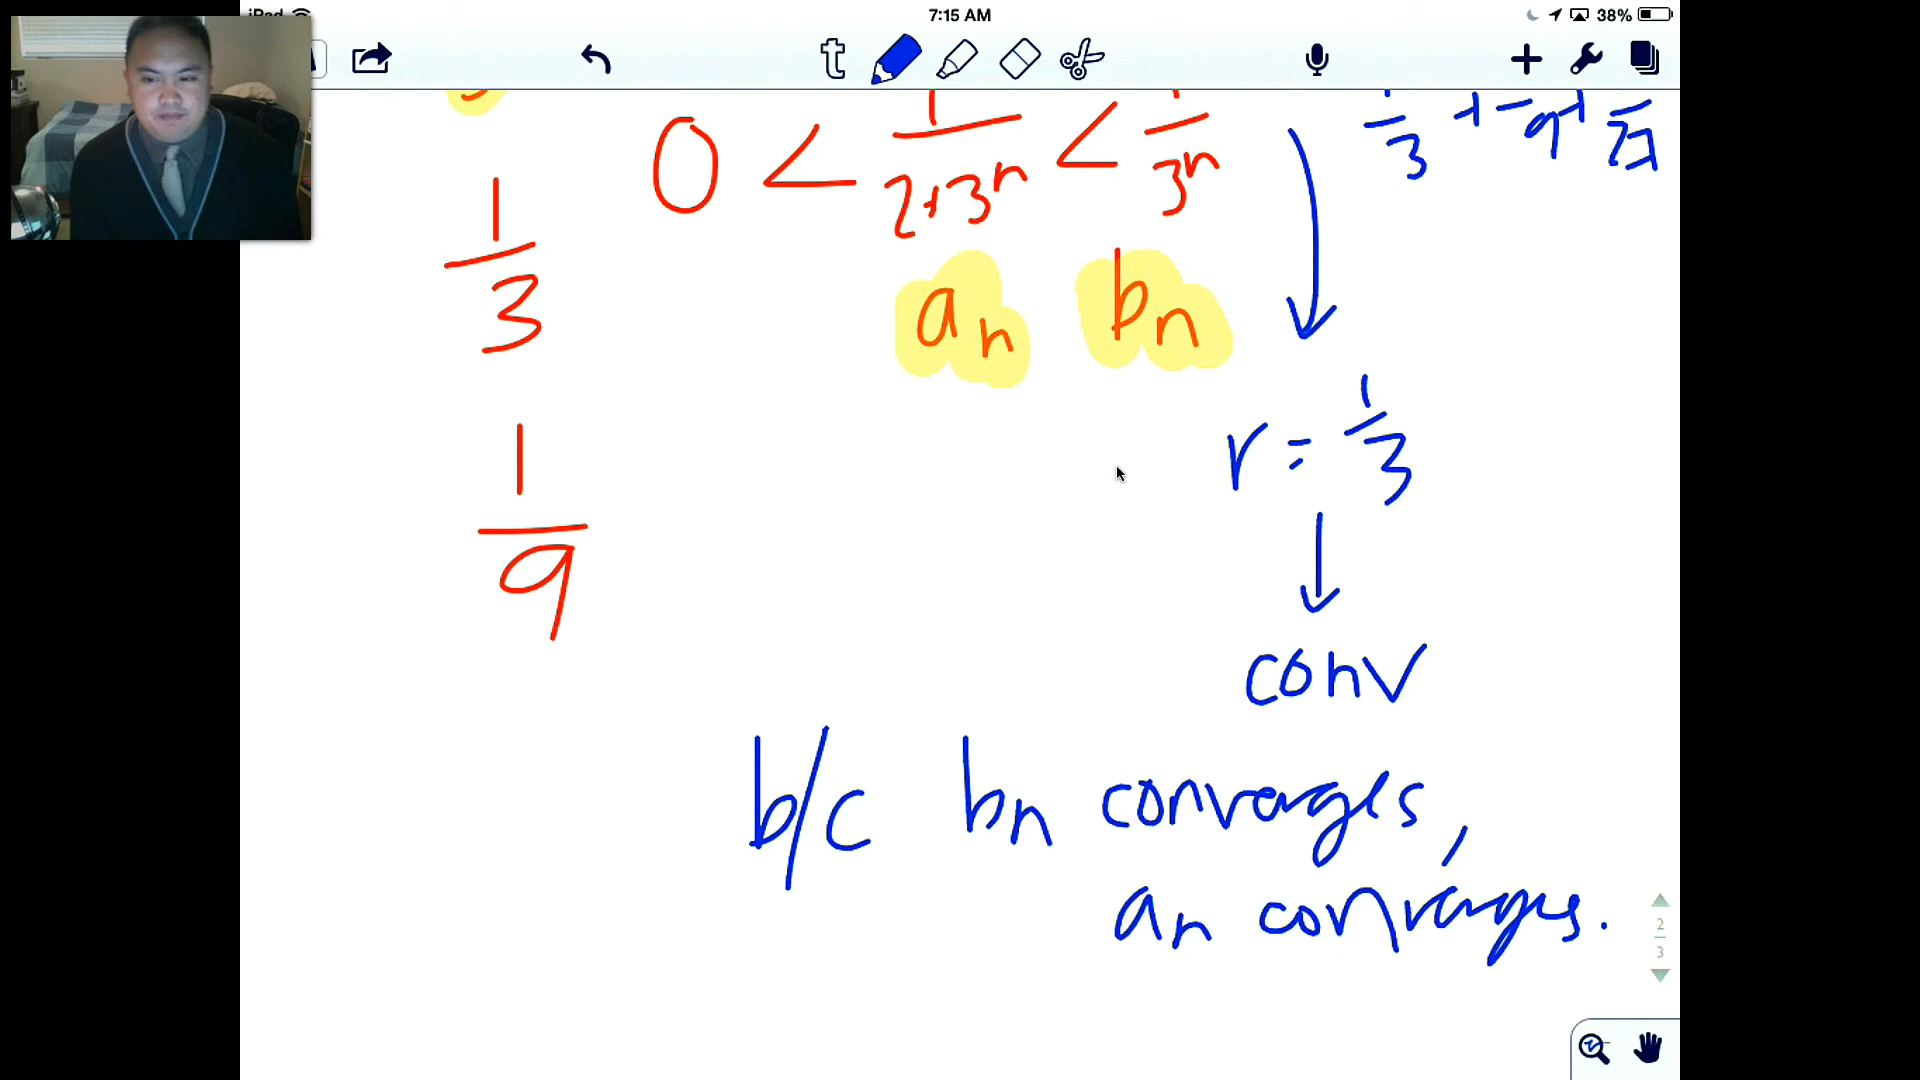 iPad 7:15 AM 38%
t
0 < 1/(2+3^n) < 1/3^n
1/3 + 1/9 + 1/27
1/3
a_n b_n
r = 1/3
1/9
conv
b/c b_n converges,
a_n converges.
2/3